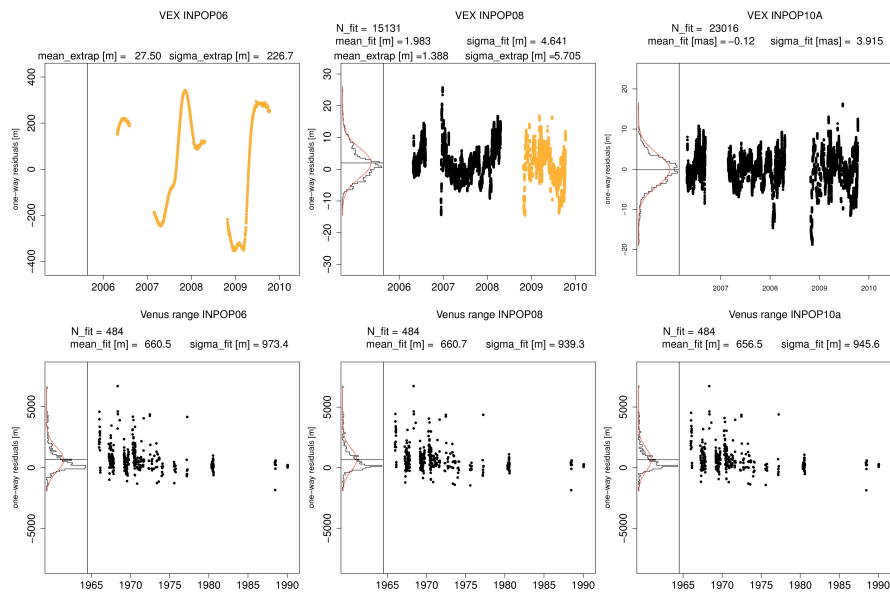 VEX INPOP06
mean_extrap [m] = 27.50 sigma_extrap [m] = 226.7
one-way residuals [m]
400
200
0
-200
-400
2006 2007 2008 2009 2010
VEX INPOP08
N_fit = 15131
mean_fit [m] =1.983 sigma_fit [m] = 4.641
mean_extrap [m] =1.388 sigma_extrap [m] =5.705
one-way residuals [m]
30
20
10
0
-10
-30
2006 2007 2008 2009 2010
VEX INPOP10A
N_fit = 23016
mean_fit [mas] =-0.12 sigma_fit [mas] = 3.915
one-way residuals [m]
20
10
0
-10
-20
2006 2007 2008 2009 2010
Venus range INPOP06
N_fit = 484
mean_fit [m] = 660.5 sigma_fit [m] = 973.4
one-way residuals [m]
5000
0
-5000
1965 1970 1975 1980 1985 1990
Venus range INPOP08
N_fit = 484
mean_fit [m] = 660.7 sigma_fit [m] = 939.3
one-way residuals [m]
5000
0
-5000
1965 1970 1975 1980 1985 1990
Venus range INPOP10a
N_fit = 484
mean_fit [m] = 656.5 sigma_fit [m] = 945.6
one-way residuals [m]
5000
0
-5000
1965 1970 1975 1980 1985 1990